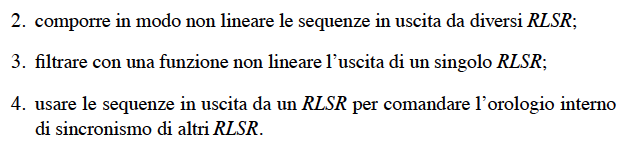 2. comporre in modo non lineare le sequenze in uscita da diversi RLSR;
3. filtrare con una funzione non lineare l’uscita di un singolo RLSR;
4. usare le sequenze in uscita da un RLSR per comandare l’orologio interno
di sincronismo di altri RLSR.